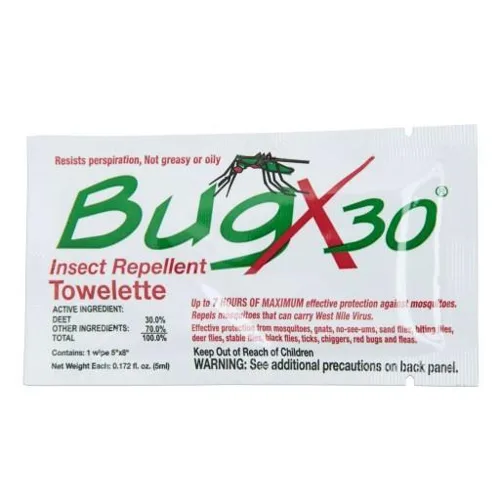 Resists perspiration, Not greasy or oily
BugX30®
Insect Repellent
Towelette
ACTIVE INGREDIENT:
DEET 30.0%
OTHER INGREDIENTS: 70.0%
TOTAL 100.0%
Contains: 1 wipe 5"x8"
Net Weight Each: 0.172 fl. oz. (5ml)
Up to 7 HOURS OF MAXIMUM effective protection against mosquitoes.
Repels mosquitoes that can carry West Nile Virus.
Effective protection from mosquitoes, gnats, no-see-ums, sand flies, biting flies,
deer flies, stable flies, black flies, ticks, chiggers, red bugs and fleas.
Keep Out of Reach of Children
WARNING: See additional precautions on back panel.